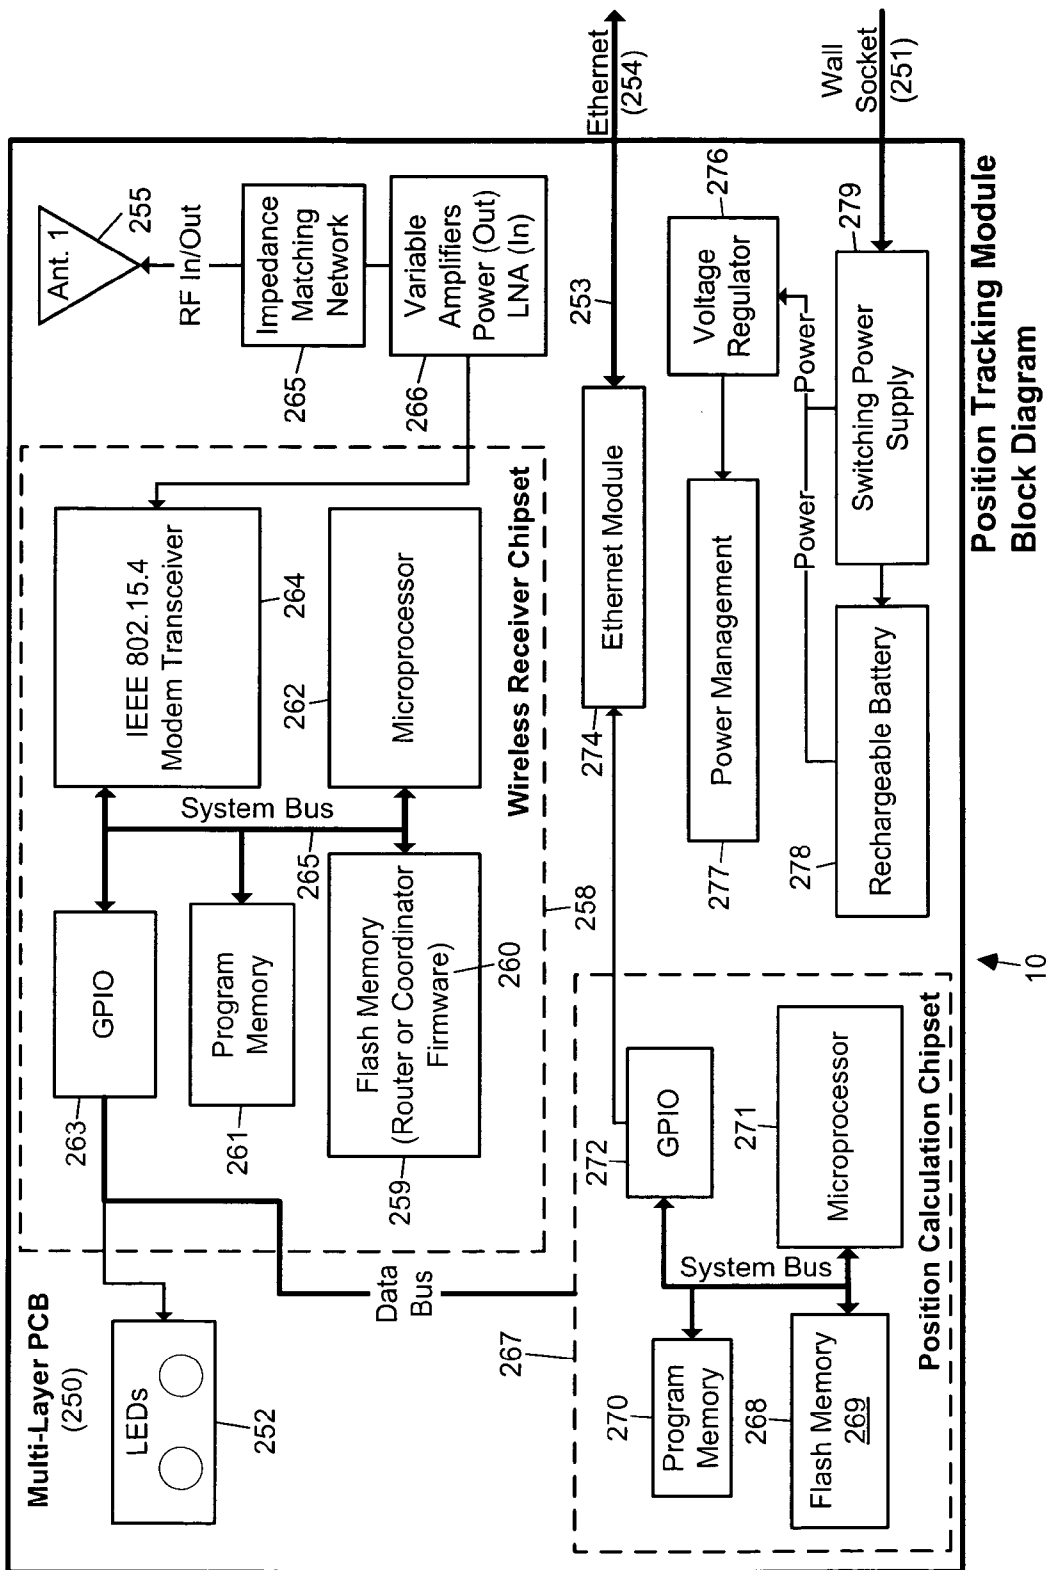 Multi-Layer PCB
(250)
LEDs
252
Ant. 1
255
RF In/Out
Impedance
Matching
Network
265
Variable
Amplifiers
Power (Out)
LNA (In)
266
IEEE 802.15.4
Modem Transceiver
264
262
Microprocessor
Wireless Receiver Chipset
System Bus
265
GPIO
263
Program
Memory
261
Flash Memory
(Router or Coordinator
Firmware)
260
259
258
Data
Bus
267
270
Program
Memory
268
Flash Memory
269
System Bus
272
GPIO
271
Microprocessor
Position Calculation Chipset
274
Ethernet Module
253
Ethernet
(254)
Voltage
Regulator
276
Power Management
277
Power
Power
Switching Power
Supply
279
Rechargeable Battery
278
Wall
Socket
(251)
10
Position Tracking Module
Block Diagram